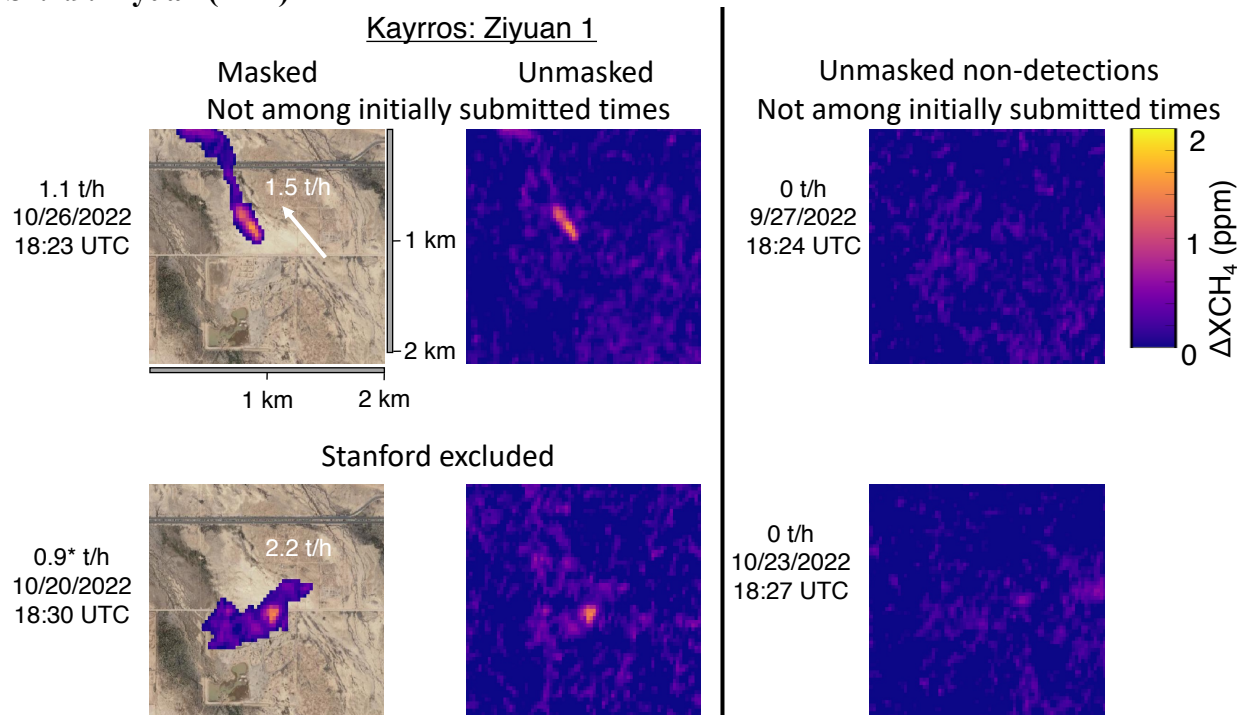 Kayrros: Ziyuan 1
Masked
Unmasked
Not among initially submitted times
Unmasked non-detections
Not among initially submitted times
1.1 t/h
10/26/2022
18:23 UTC
1.5 t/h
1 km
2 km
1 km
2 km
0 t/h
9/27/2022
18:24 UTC
2
1
0
ΔXCH₄ (ppm)
Stanford excluded
0.9* t/h
10/20/2022
18:30 UTC
2.2 t/h
0 t/h
10/23/2022
18:27 UTC